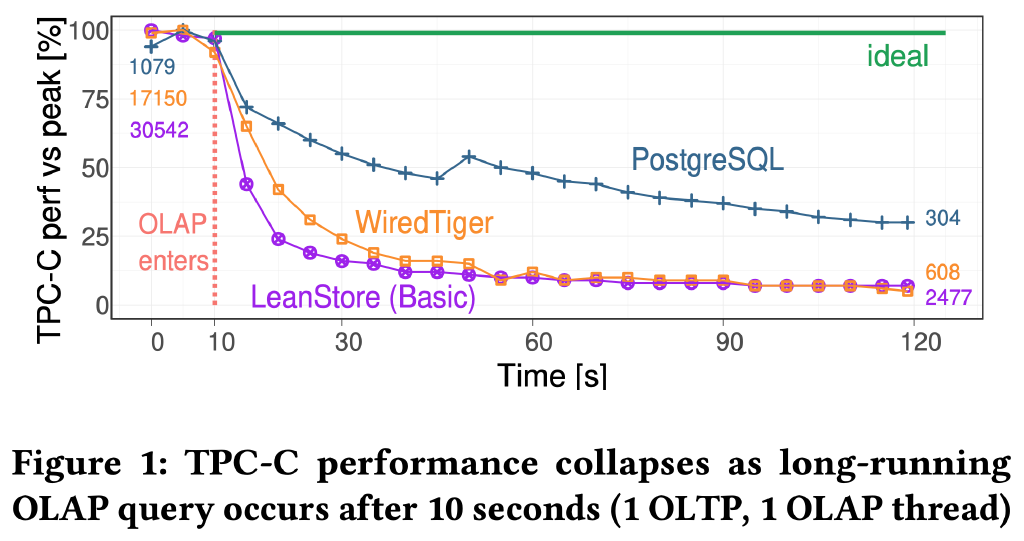 TPC-C perf vs peak [%]
100
75
50
25
0
1079
17150
30542
OLAP
enters
ideal
PostgreSQL
WiredTiger
LeanStore (Basic)
304
608
2477
0 10 30 60 90 120
Time [s]
Figure 1: TPC-C performance collapses as long-running
OLAP query occurs after 10 seconds (1 OLTP, 1 OLAP thread)